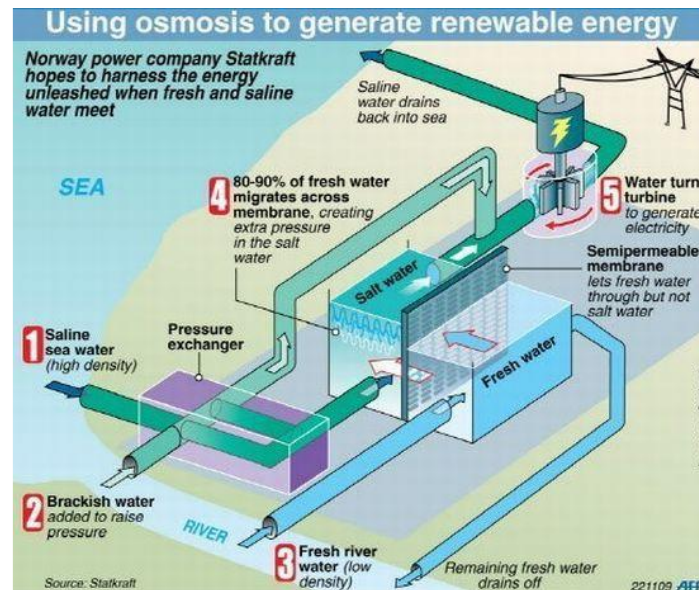 Using osmosis to generate renewable energy
Norway power company Statkraft
hopes to harness the energy
unleashed when fresh and saline
water meet
Saline
water drains
back into sea
SEA
4
80-90% of fresh water
migrates across
membrane, creating
extra pressure
in the salt
water
5
Water turn
turbine
to generate
electricity
Semipermeable
membrane
lets fresh water
through but not
salt water
Salt water
Fresh water
1
Saline
sea water
(high density)
Pressure
exchanger
2
Brackish water
added to raise
pressure
RIVER
3
Fresh river
water (low
density)
Remaining fresh water
drains off
Source: Statkraft
221109